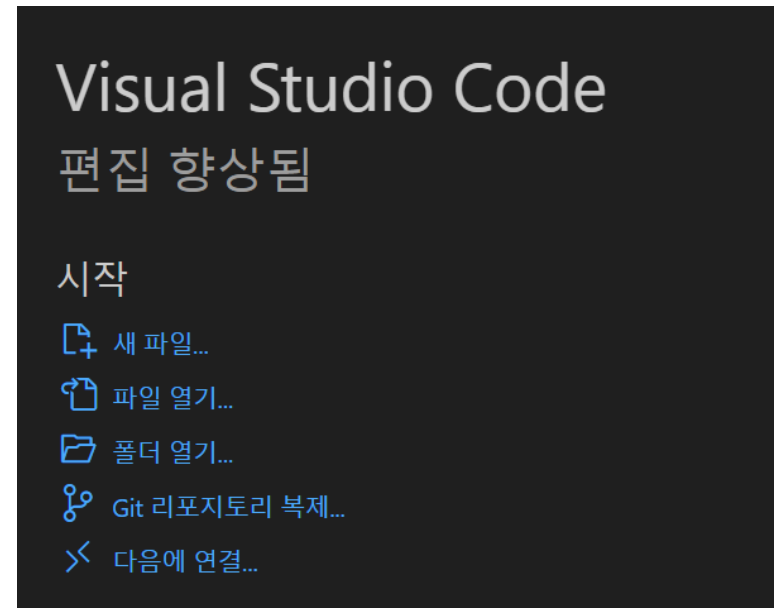 Visual Studio Code
편집 향상됨
시작
새 파일...
파일 열기...
폴더 열기...
Git 리포지토리 복제...
다음에 연결...